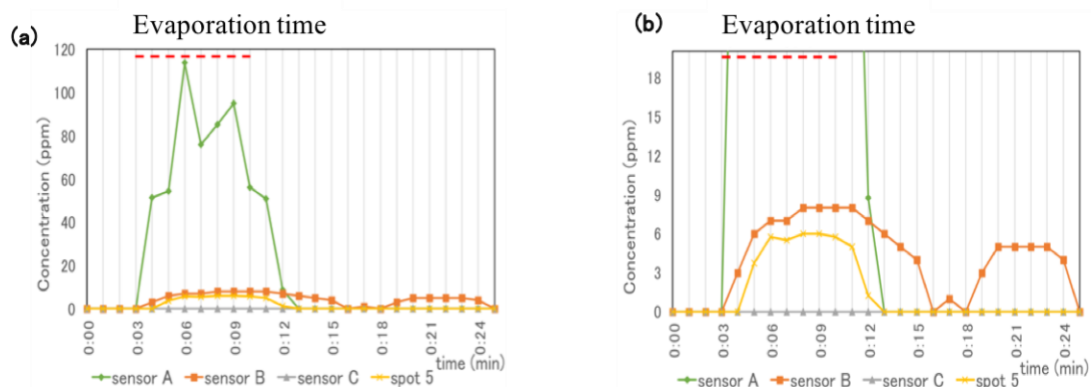 (a) Evaporation time
120
100
80
60
40
20
0
Concentration (ppm)
0:00 0:03 0:06 0:09 0:12 0:15 0:18 0:21 0:24
time (min)
sensor A sensor B sensor C spot 5
(b) Evaporation time
18
15
12
9
6
3
0
Concentration (ppm)
0:00 0:03 0:06 0:09 0:12 0:15 0:18 0:21 0:24
time (min)
sensor A sensor B sensor C spot 5